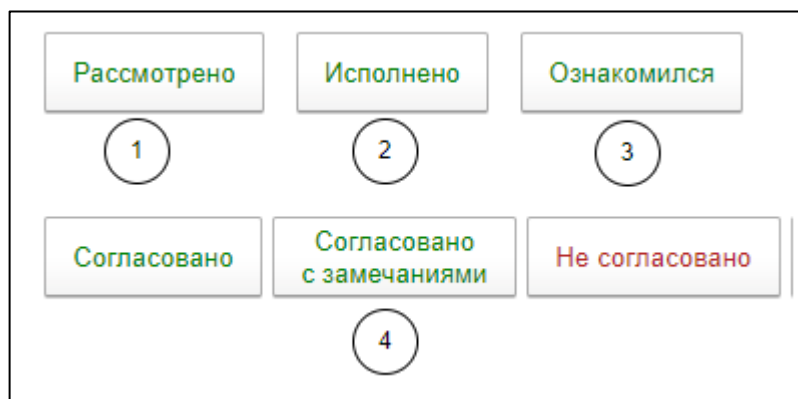 Рассмотрено Исполнено Ознакомился
1 2 3
Согласовано Согласовано с замечаниями Не согласовано
4